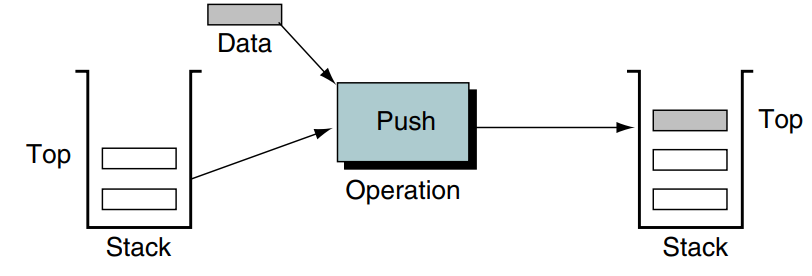 Data
Push
Top
Top
Operation
Stack
Stack